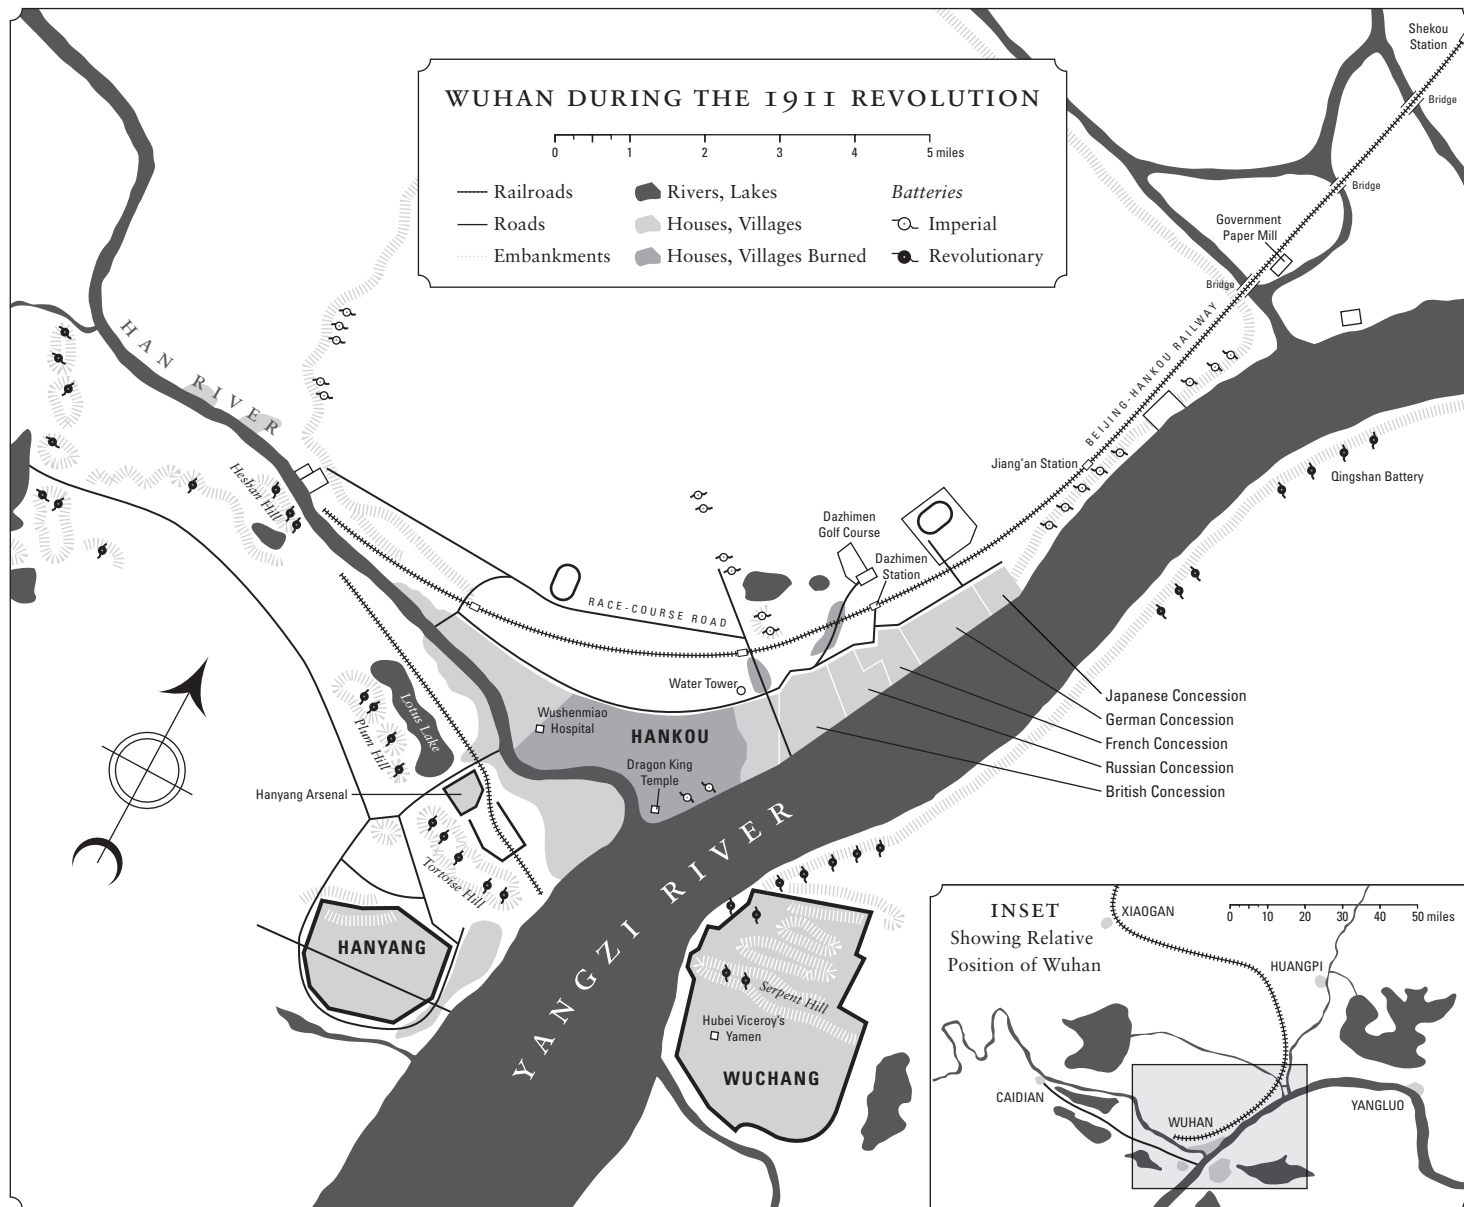 Shekou
Station
Bridge
WUHAN DURING THE 1911 REVOLUTION
0 1 2 3 4 5 miles
Railroads
Roads
Embankments
Rivers, Lakes
Houses, Villages
Houses, Villages Burned
Batteries
Imperial
Revolutionary
Bridge
Government
Paper Mill
Bridge
BEIJING-HANKOU RAILWAY
HAN RIVER
Heshan Hill
Jiang'an Station
Qingshan Battery
Dazhimen
Golf Course
Dazhimen
Station
RACE-COURSE ROAD
Water Tower
Lotus Lake
Plum Hill
Wushenmiao
Hospital
HANKOU
Dragon King
Temple
Japanese Concession
German Concession
French Concession
Russian Concession
British Concession
Hanyang Arsenal
Tortoise Hill
HANYANG
YANGZI RIVER
Serpent Hill
Hubei Viceroy's
Yamen
WUCHANG
INSET
Showing Relative
Position of Wuhan
0 5 10 20 30 40 50 miles
XIAOGAN
HUANGPI
CAIDIAN
WUHAN
YANGLUO